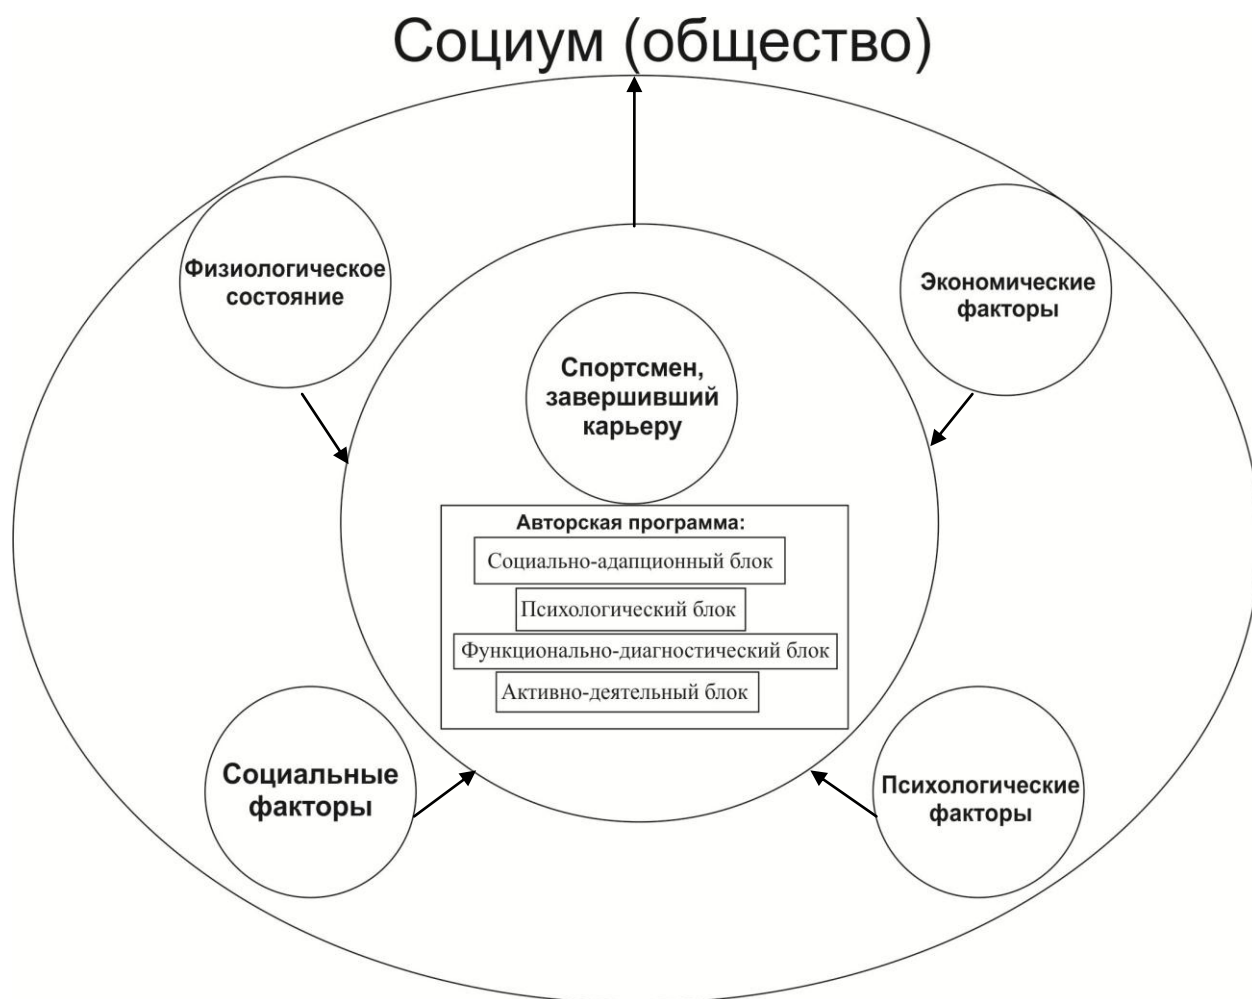 Социум (общество)
Физиологическое
состояние
Экономические
факторы
Спортсмен,
завершивший
карьеру
Авторская программа:
Социально-адапционный блок
Психологический блок
Функционально-диагностический блок
Активно-деятельный блок
Социальные
факторы
Психологические
факторы